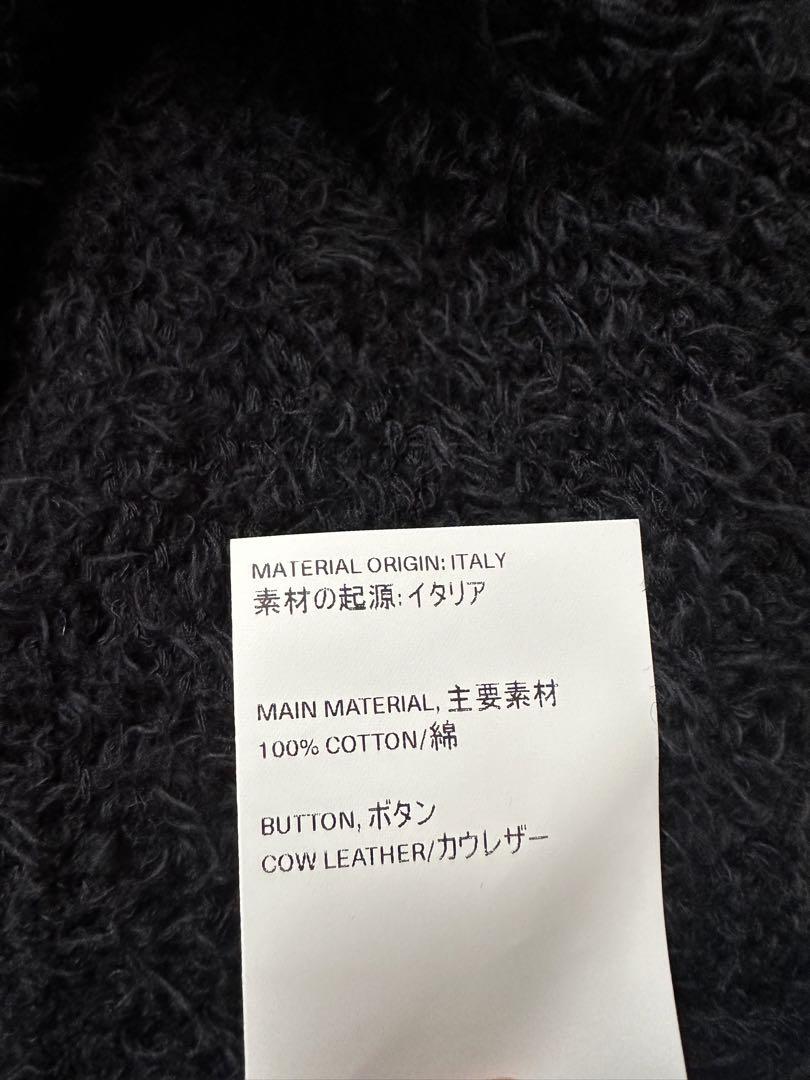 MATERIAL ORIGIN: ITALY
素材の起源: イタリア
MAIN MATERIAL, 主要素材
100% COTTON/綿
BUTTON, ボタン
COW LEATHER/カウレザー